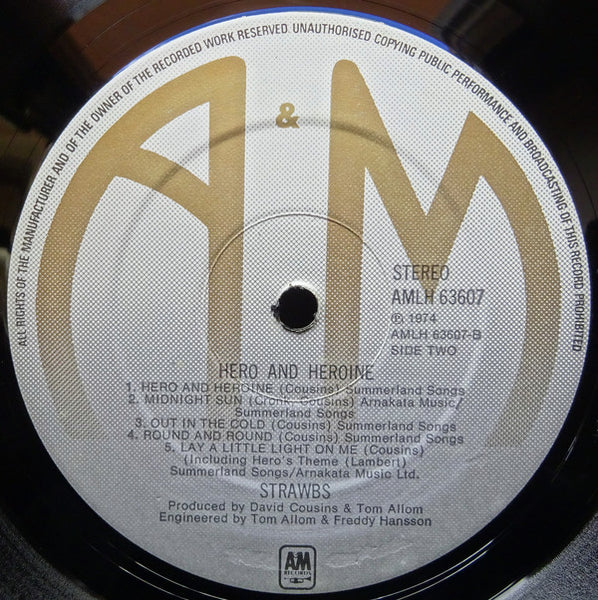 ALL RIGHTS OF THE MANUFACTURER AND OF THE OWNER OF THE RECORDED WORK RESERVED. UNAUTHORISED COPYING PUBLIC PERFORMANCE AND BROADCASTING OF THIS RECORD PROHIBITED
A & M
STEREO
AMLH 63607
℗ 1974
AMLH 63607-B
SIDE TWO
HERO AND HEROINE
1. HERO AND HEROINE (Cousins) Summerland Songs
2. MIDNIGHT SUN (Cronk, Cousins) Arnakata Music/
Summerland Songs
3. OUT IN THE COLD (Cousins) Summerland Songs
4. ROUND AND ROUND (Cousins) Summerland Songs
5. LAY A LITTLE LIGHT ON ME (Cousins)
(Including Hero's Theme (Lambert)
Summerland Songs/Arnakata Music Ltd.
STRAWBS
Produced by David Cousins & Tom Allom
Engineered by Tom Allom & Freddy Hansson
AM
RECORDS